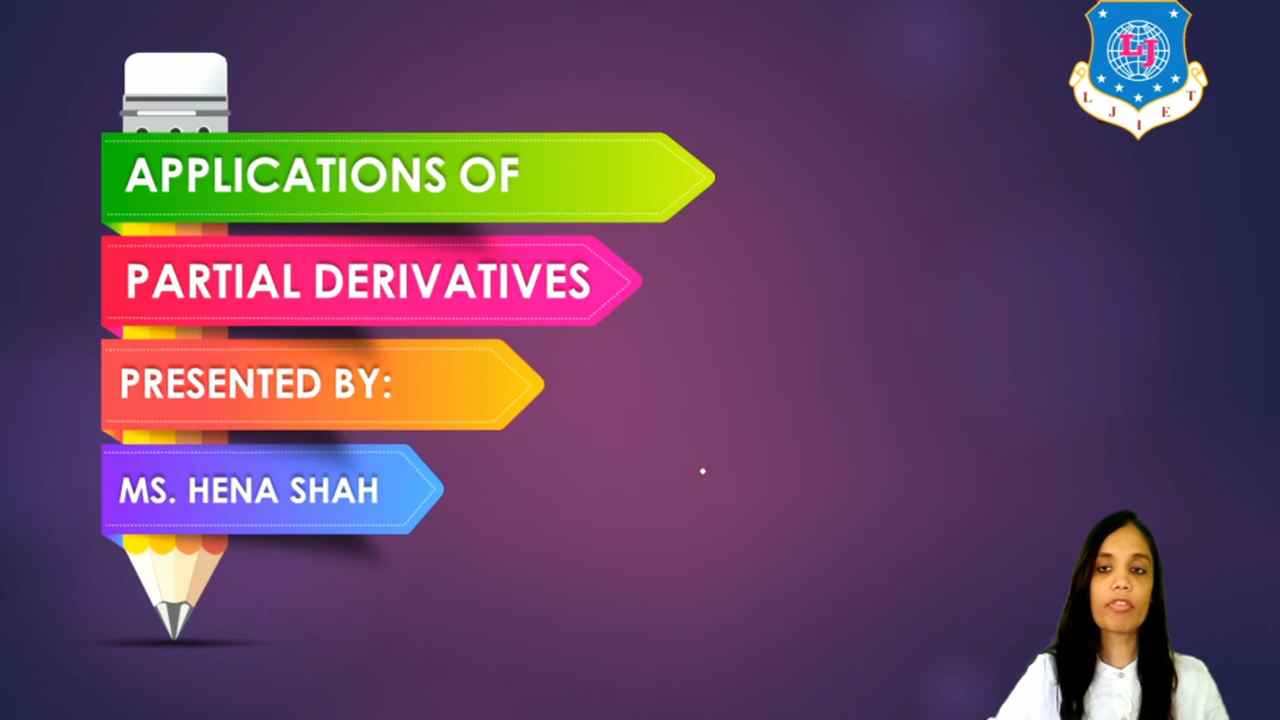 APPLICATIONS OF
PARTIAL DERIVATIVES
PRESENTED BY:
MS. HENA SHAH
LJ
L J I E T